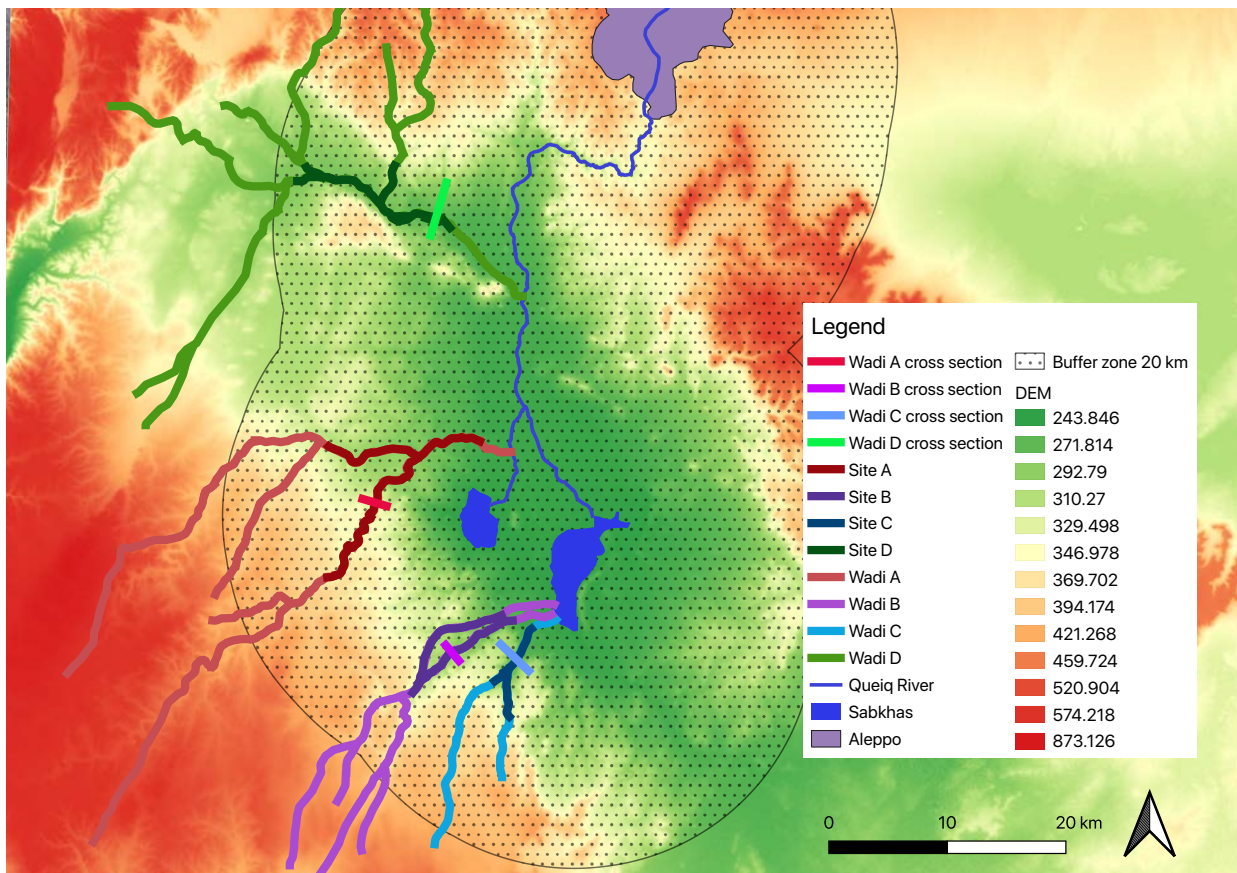 Legend
Wadi A cross section
Wadi B cross section
Wadi C cross section
Wadi D cross section
Site A
Site B
Site C
Site D
Wadi A
Wadi B
Wadi C
Wadi D
Queiq River
Sabkhas
Aleppo
Buffer zone 20 km
DEM
243.846
271.814
292.79
310.27
329.498
346.978
369.702
394.174
421.268
459.724
520.904
574.218
873.126
0 10 20 km